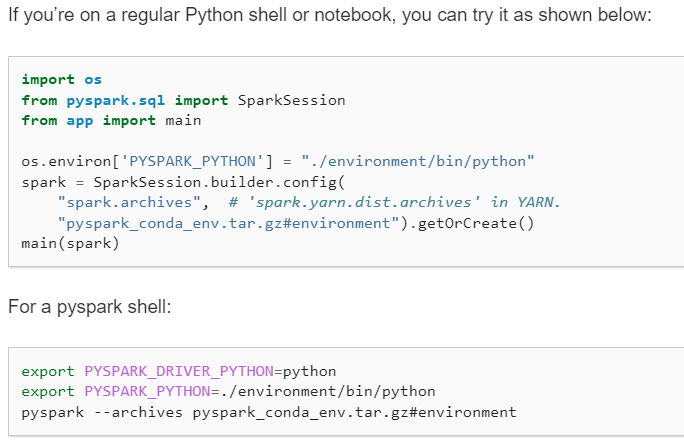 If you’re on a regular Python shell or notebook, you can try it as shown below:
import os
from pyspark.sql import SparkSession
from app import main
os.environ['PYSPARK_PYTHON'] = "./environment/bin/python"
spark = SparkSession.builder.config(
    "spark.archives",  # 'spark.yarn.dist.archives' in YARN.
    "pyspark_conda_env.tar.gz#environment").getOrCreate()
main(spark)
For a pyspark shell:
export PYSPARK_DRIVER_PYTHON=python
export PYSPARK_PYTHON=./environment/bin/python
pyspark --archives pyspark_conda_env.tar.gz#environment